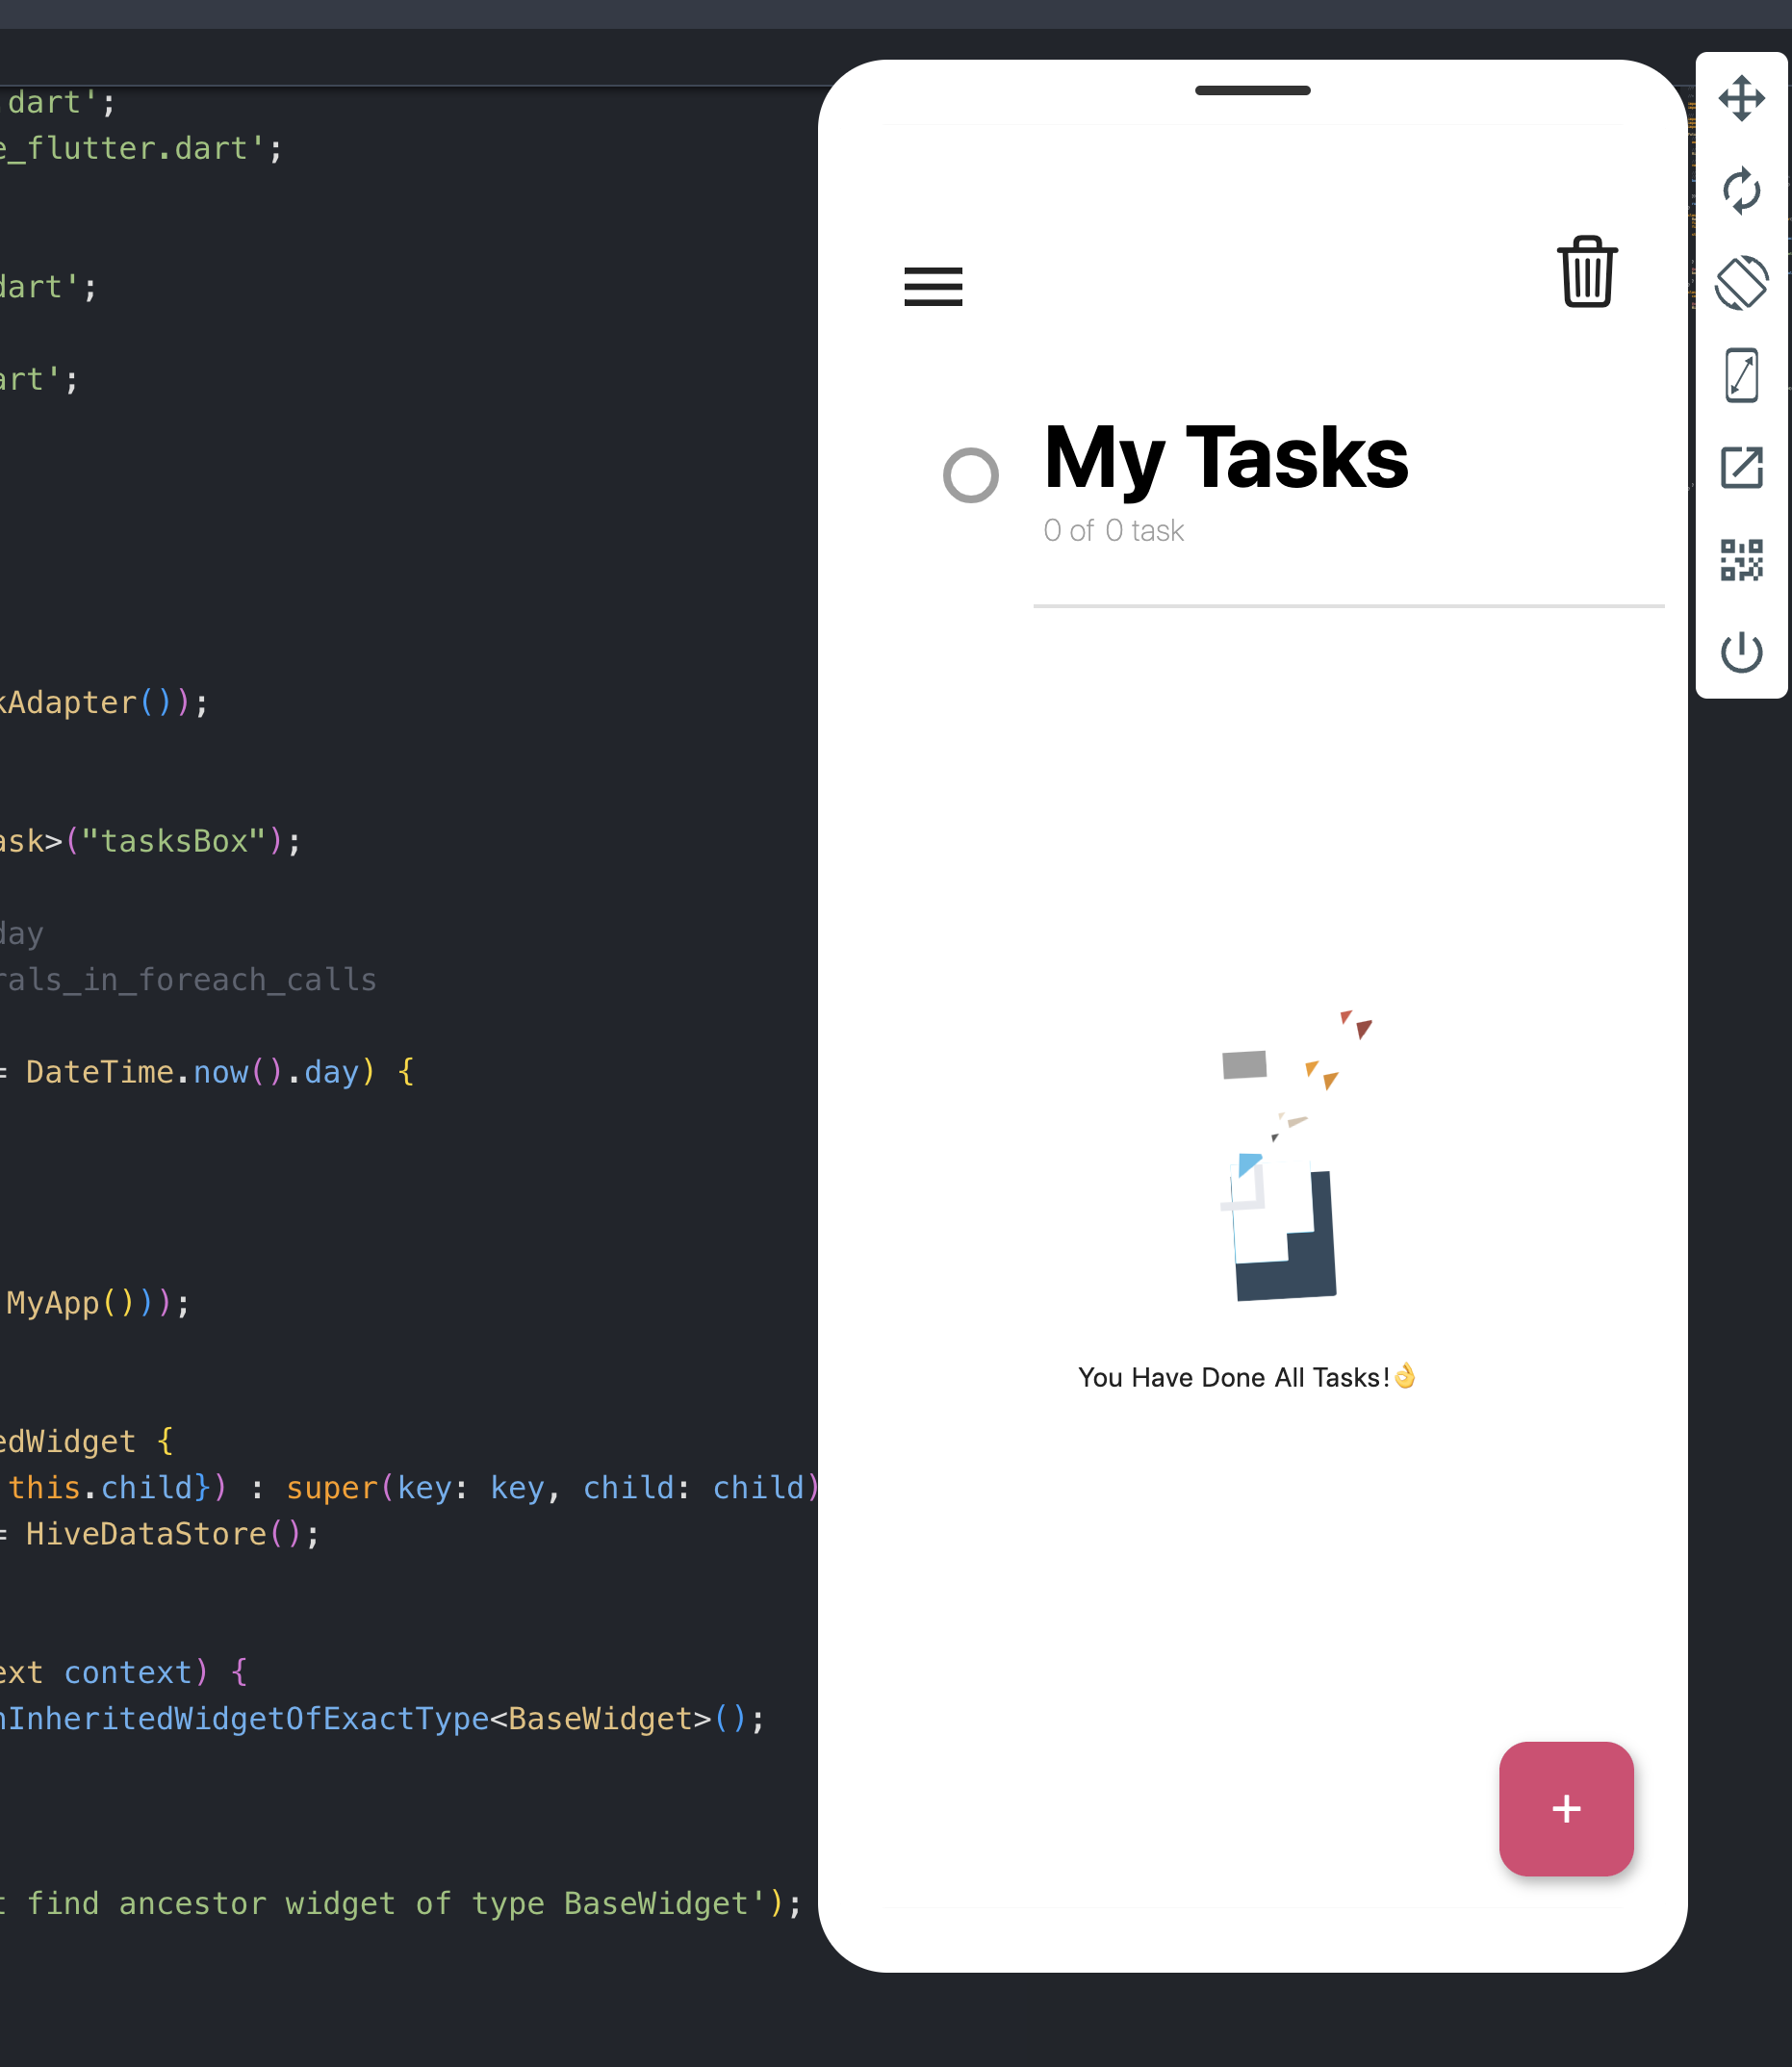 dart';
e_flutter.dart';
dart';
art';
kAdapter());
ask>("tasksBox");
day
rals_in_foreach_calls
= DateTime.now().day) {
MyApp()));
edWidget {
this.child}) : super(key: key, child: child)
= HiveDataStore();
ext context) {
nInheritedWidgetOfExactType<BaseWidget>();
t find ancestor widget of type BaseWidget');
My Tasks
0 of 0 task
You Have Done All Tasks!👌
+